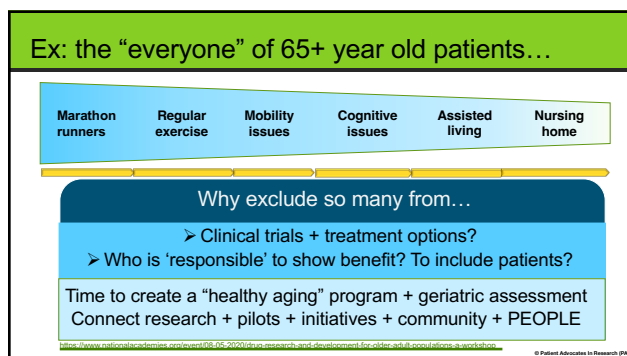 Ex: the “everyone” of 65+ year old patients…
Marathon runners
Regular exercise
Mobility issues
Cognitive issues
Assisted living
Nursing home
Why exclude so many from…
➢ Clinical trials + treatment options?
➢ Who is ‘responsible’ to show benefit? To include patients?
Time to create a “healthy aging” program + geriatric assessment
Connect research + pilots + initiatives + community + PEOPLE
https://www.nationalacademies.org/event/08-05-2020/drug-research-and-development-for-older-adult-populations-a-workshop
© Patient Advocates In Research (PA